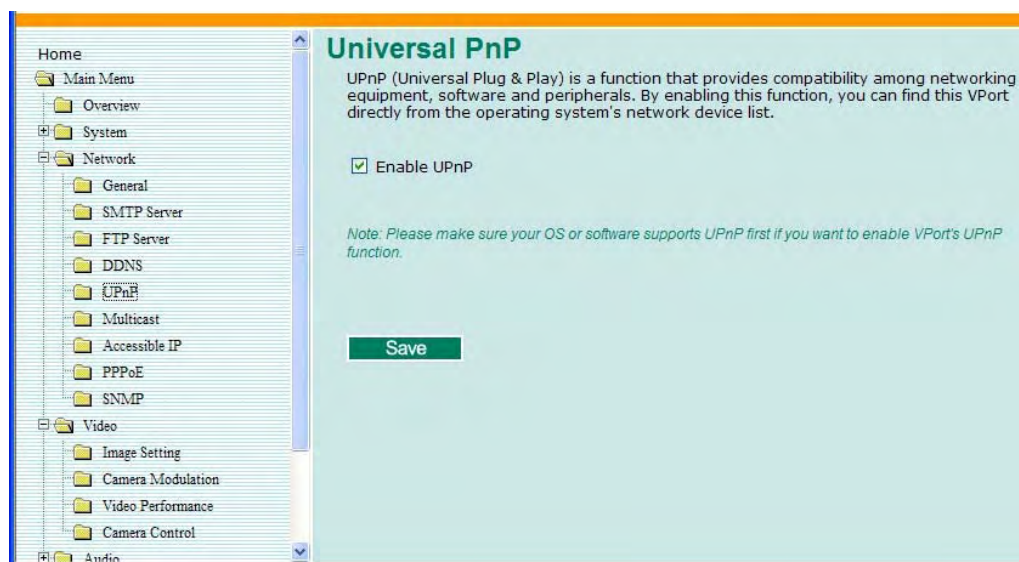 Home
Main Menu
Overview
System
Network
General
SMTP Server
FTP Server
DDNS
UPnP
Multicast
Accessible IP
PPPoE
SNMP
Video
Image Setting
Camera Modulation
Video Performance
Camera Control
Audio
Universal PnP
UPnP (Universal Plug & Play) is a function that provides compatibility among networking
equipment, software and peripherals. By enabling this function, you can find this VPort
directly from the operating system's network device list.
Enable UPnP
Note: Please make sure your OS or software supports UPnP first if you want to enable VPort's UPnP
function.
Save